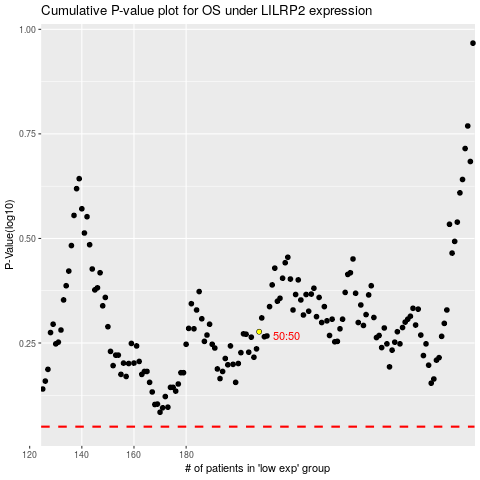 Cumulative P-value plot for OS under LILRP2 expression
P-Value(log10)
1.00
0.75
0.50
0.25
50:50
120 140 160 180
# of patients in 'low exp' group